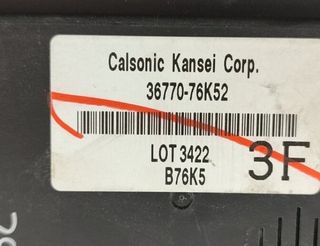 Calsonic Kansei Corp.
36770-76K52
LOT 3422
3F
B76K5